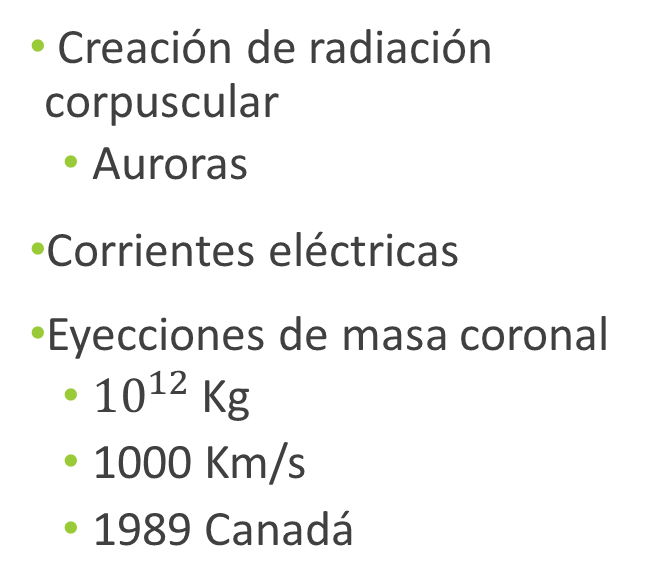 • Creación de radiación
corpuscular
• Auroras
•Corrientes eléctricas
•Eyecciones de masa coronal
• 10¹² Kg
• 1000 Km/s
• 1989 Canadá